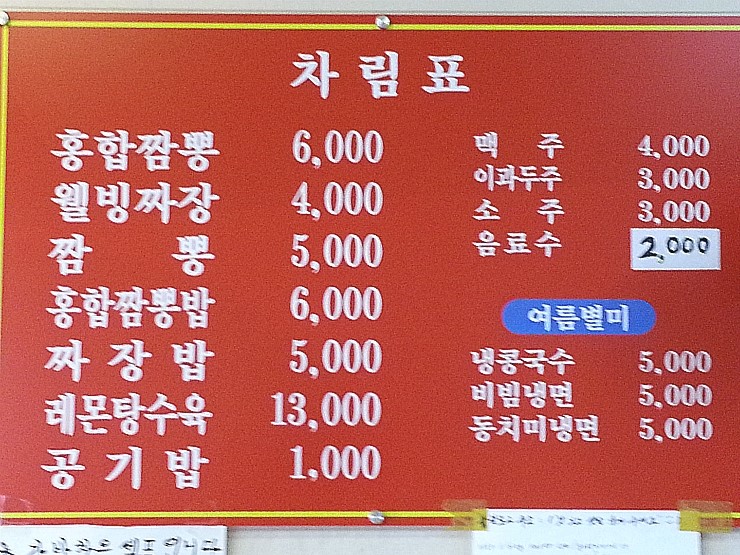 차림표
홍합짬뽕 6,000
웰빙짜장 4,000
짬 뽕 5,000
홍합짬뽕밥 6,000
짜장밥 5,000
레몬탕수육 13,000
공기밥 1,000
맥 주 4,000
이과두주 3,000
소 주 3,000
음료수 2,000
여름별미
냉콩국수 5,000
비빔냉면 5,000
동치미냉면 5,000